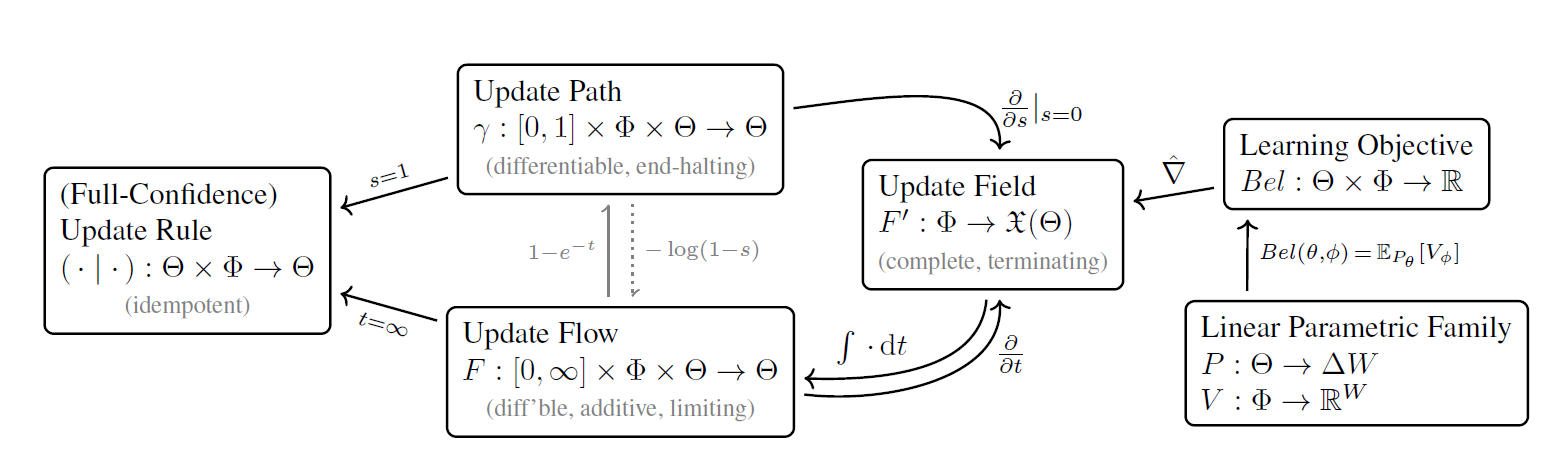 (Full-Confidence)
Update Rule
( · | · ) : Θ × Φ → Θ
(idempotent)
s=1
t=∞
Update Path
γ : [0, 1] × Φ × Θ → Θ
(differentiable, end-halting)
1−e^{−t}
− log(1−s)
Update Flow
F : [0, ∞] × Φ × Θ → Θ
(diff'ble, additive, limiting)
∂/∂s|_{s=0}
Update Field
F′ : Φ → 𝔛(Θ)
(complete, terminating)
∫ · dt
∂/∂t
∇̂
Learning Objective
Bel : Θ × Φ → ℝ
Bel(θ,φ) = 𝔼_{P_θ}[V_φ]
Linear Parametric Family
P : Θ → ΔW
V : Φ → ℝ^W